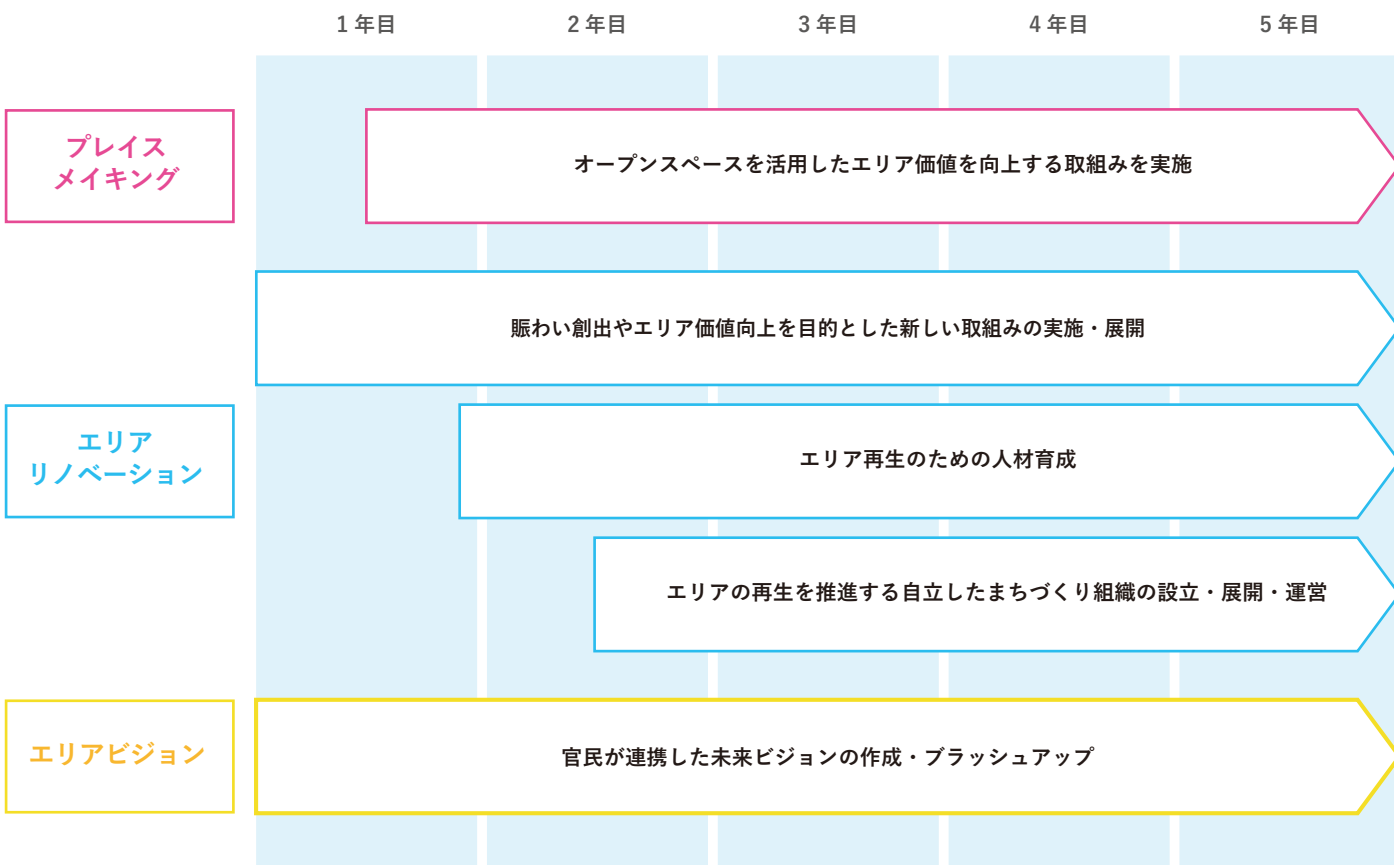 1 年目 2 年目 3 年目 4 年目 5 年目
プレイス
メイキング
オープンスペースを活用したエリア価値を向上する取組みを実施
賑わい創出やエリア価値向上を目的とした新しい取組みの実施・展開
エリア
リノベーション
エリア再生のための人材育成
エリアの再生を推進する自立したまちづくり組織の設立・展開・運営
エリアビジョン
官民が連携した未来ビジョンの作成・ブラッシュアップ